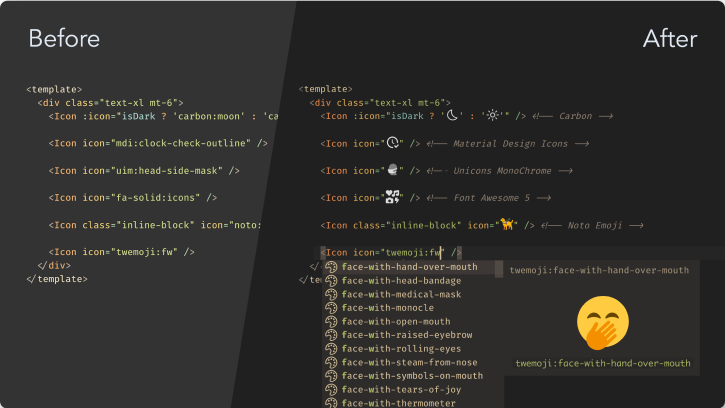 Before
<template>
<div class="text-xl mt-6">
<Icon :icon="isDark ? 'carbon:moon' : 'ca
<Icon icon="mdi:clock-check-outline" />
<Icon icon="uim:head-side-mask" />
<Icon icon="fa-solid:icons" />
<Icon class="inline-block" icon="noto:
<Icon icon="twemoji:fw" />
</div>
</template>
After
<template>
<div class="text-xl mt-6">
<Icon :icon="isDark ? '' : ''" /> <!-- Carbon -->
<Icon icon="" /> <!-- Material Design Icons -->
<Icon icon="" /> <!-- Unicons MonoChrome -->
<Icon icon="" /> <!-- Font Awesome 5 -->
<Icon class="inline-block" icon="" /> <!-- Noto Emoji -->
<Icon icon="twemoji:fw" />
</
</te
face-with-hand-over-mouth
face-with-head-bandage
face-with-medical-mask
face-with-monocle
face-with-open-mouth
face-with-raised-eyebrow
face-with-rolling-eyes
face-with-steam-from-nose
face-with-symbols-on-mouth
face-with-tears-of-joy
face-with-thermometer
twemoji:face-with-hand-over-mouth
twemoji:face-with-hand-over-mouth